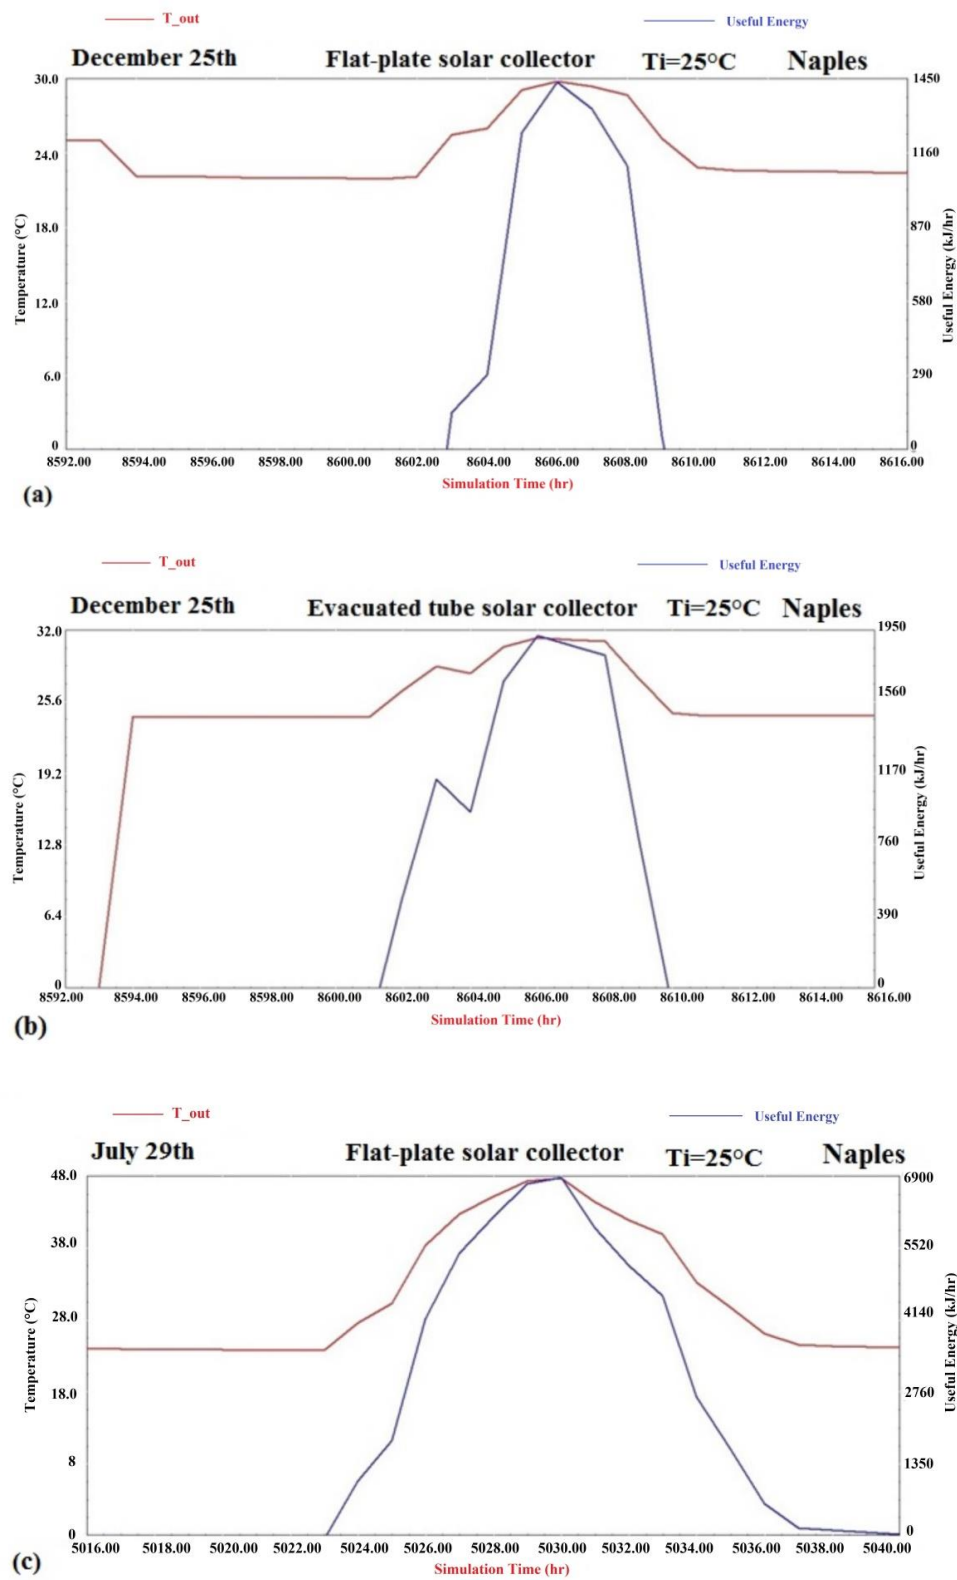 T_out Useful Energy
December 25th Flat-plate solar collector Ti=25°C Naples
30.0 1450
24.0 1160
18.0 870
12.0 580
6.0 290
0 0
Temperature (°C)
Useful Energy (kJ/hr)
8592.00 8594.00 8596.00 8598.00 8600.00 8602.00 8604.00 8606.00 8608.00 8610.00 8612.00 8614.00 8616.00
Simulation Time (hr)
(a)
T_out Useful Energy
December 25th Evacuated tube solar collector Ti=25°C Naples
32.0 1950
25.6 1560
19.2 1170
12.8 760
6.4 390
0 0
Temperature (°C)
Useful Energy (kJ/hr)
8592.00 8594.00 8596.00 8598.00 8600.00 8602.00 8604.00 8606.00 8608.00 8610.00 8612.00 8614.00 8616.00
Simulation Time (hr)
(b)
T_out Useful Energy
July 29th Flat-plate solar collector Ti=25°C Naples
48.0 6900
38.0 5520
28.0 4140
18.0 2760
8 1350
0 0
Temperature (°C)
Useful Energy (kJ/hr)
5016.00 5018.00 5020.00 5022.00 5024.00 5026.00 5028.00 5030.00 5032.00 5034.00 5036.00 5038.00 5040.00
Simulation Time (hr)
(c)